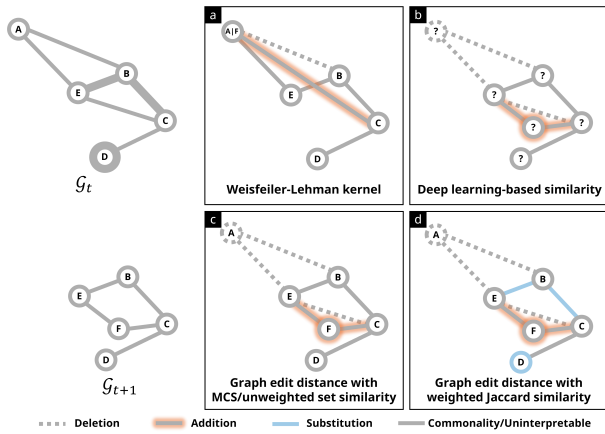 A
B
E
C
D
𝒢t
a
A|F
B
E
C
D
Weisfeiler-Lehman kernel
b
?
?
?
?
?
?
Deep learning-based similarity
B
E
F
C
D
𝒢t+1
c
A
B
E
F
C
D
Graph edit distance with
MCS/unweighted set similarity
d
A
B
E
F
C
D
Graph edit distance with
weighted Jaccard similarity
Deletion Addition Substitution Commonality/Uninterpretable